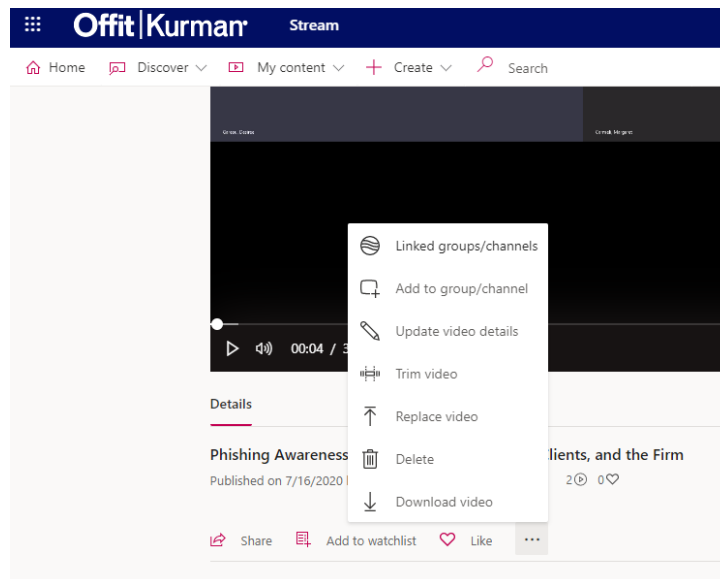 Offit|Kurman Stream
Home Discover My content Create Search
Linked groups/channels
Add to group/channel
Update video details
Trim video
Replace video
Delete
Download video
00:04 / 3
Details
Phishing Awareness lients, and the Firm
Published on 7/16/2020 2 0
Share Add to watchlist Like ...